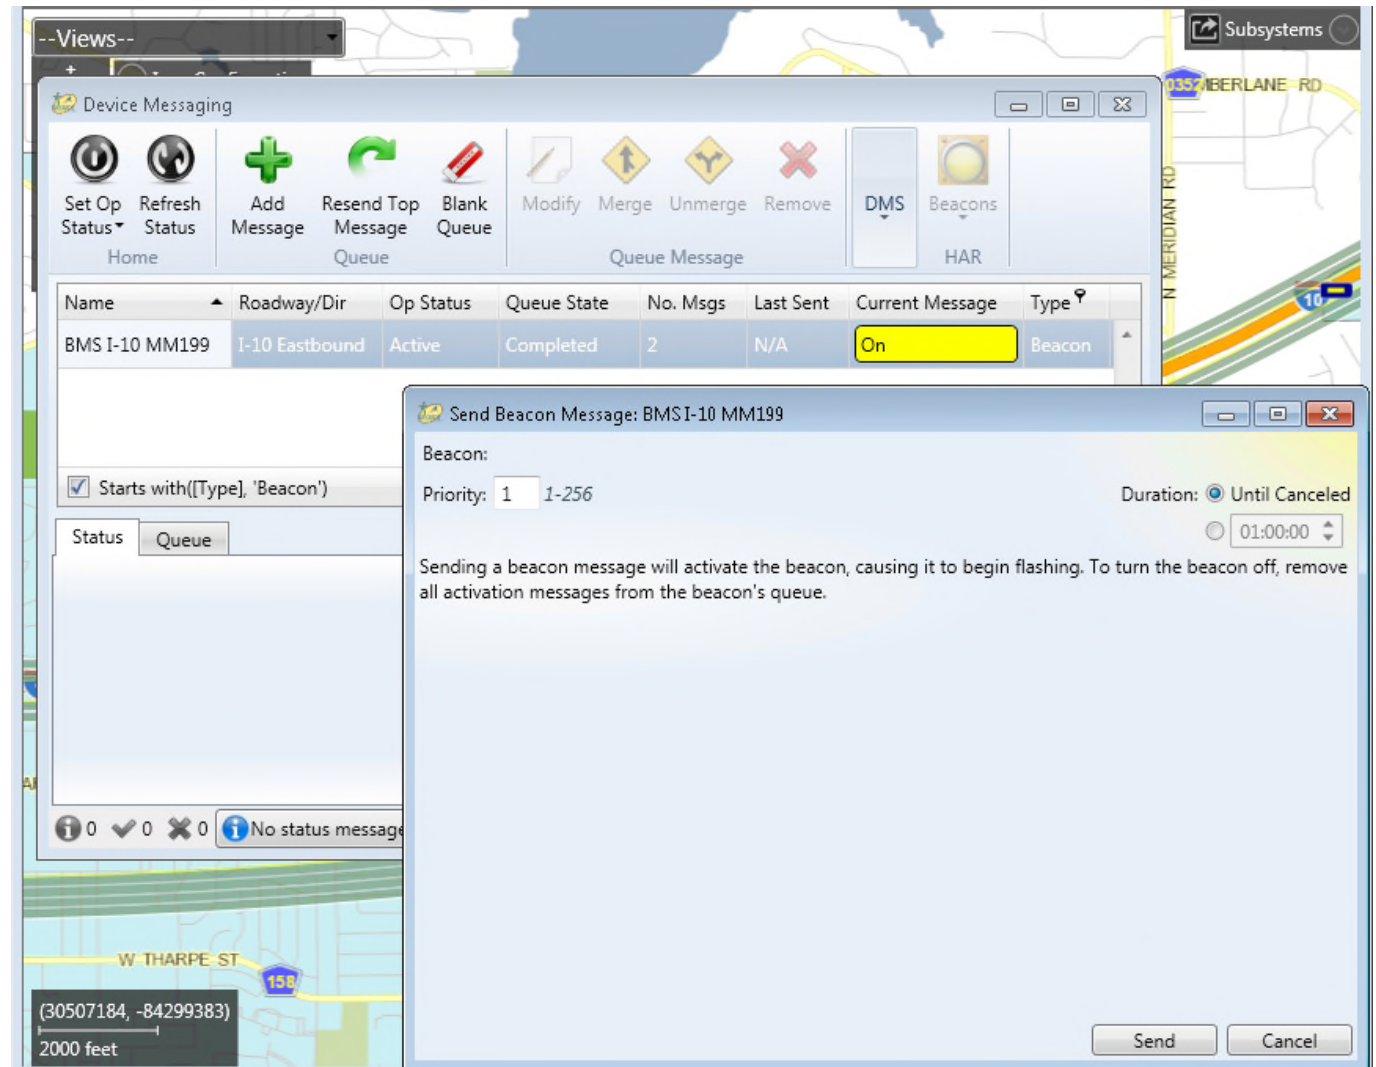 --Views--
Subsystems
0352
MBERLANE RD
Device Messaging
Set Op Status
Refresh Status
Add Message
Resend Top Message
Blank Queue
Modify
Merge
Unmerge
Remove
DMS
Beacons
Home
Queue
Queue Message
HAR
N MERIDIAN RD
10
Name Roadway/Dir Op Status Queue State No. Msgs Last Sent Current Message Type
BMS I-10 MM199 I-10 Eastbound Active Completed 2 N/A On Beacon
Starts with([Type], 'Beacon')
Status Queue
0 0 0 No status message
Send Beacon Message: BMS I-10 MM199
Beacon:
Priority: 1 1-256
Duration: Until Canceled
01:00:00
Sending a beacon message will activate the beacon, causing it to begin flashing. To turn the beacon off, remove
all activation messages from the beacon's queue.
Send Cancel
W THARPE ST
158
(30507184, -84299383)
2000 feet